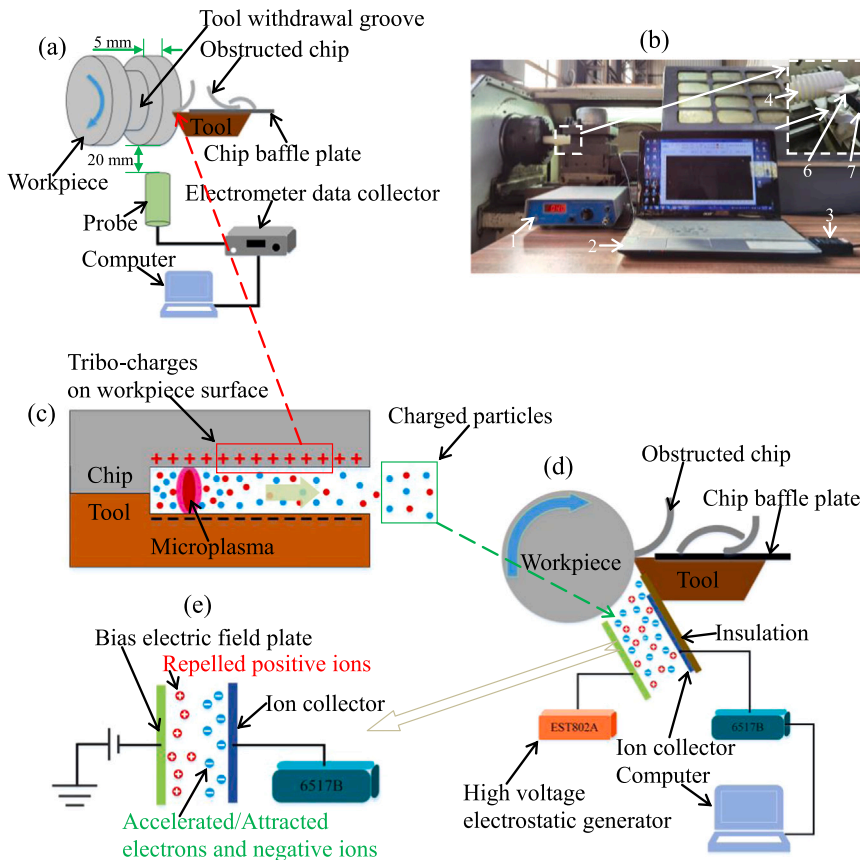 (a)
5 mm
Tool withdrawal groove
Obstructed chip
Tool
Chip baffle plate
20 mm
Workpiece
Probe
Electrometer data collector
Computer
(b)
1
2
3
4
6
7
Tribo-charges
on workpiece surface
(c)
Charged particles
Chip
Tool
Microplasma
(d)
Obstructed chip
Chip baffle plate
Workpiece
Tool
Insulation
EST802A
6517B
Ion collector
Computer
High voltage
electrostatic generator
(e)
Bias electric field plate
Repelled positive ions
Ion collector
6517B
Accelerated/Attracted
electrons and negative ions